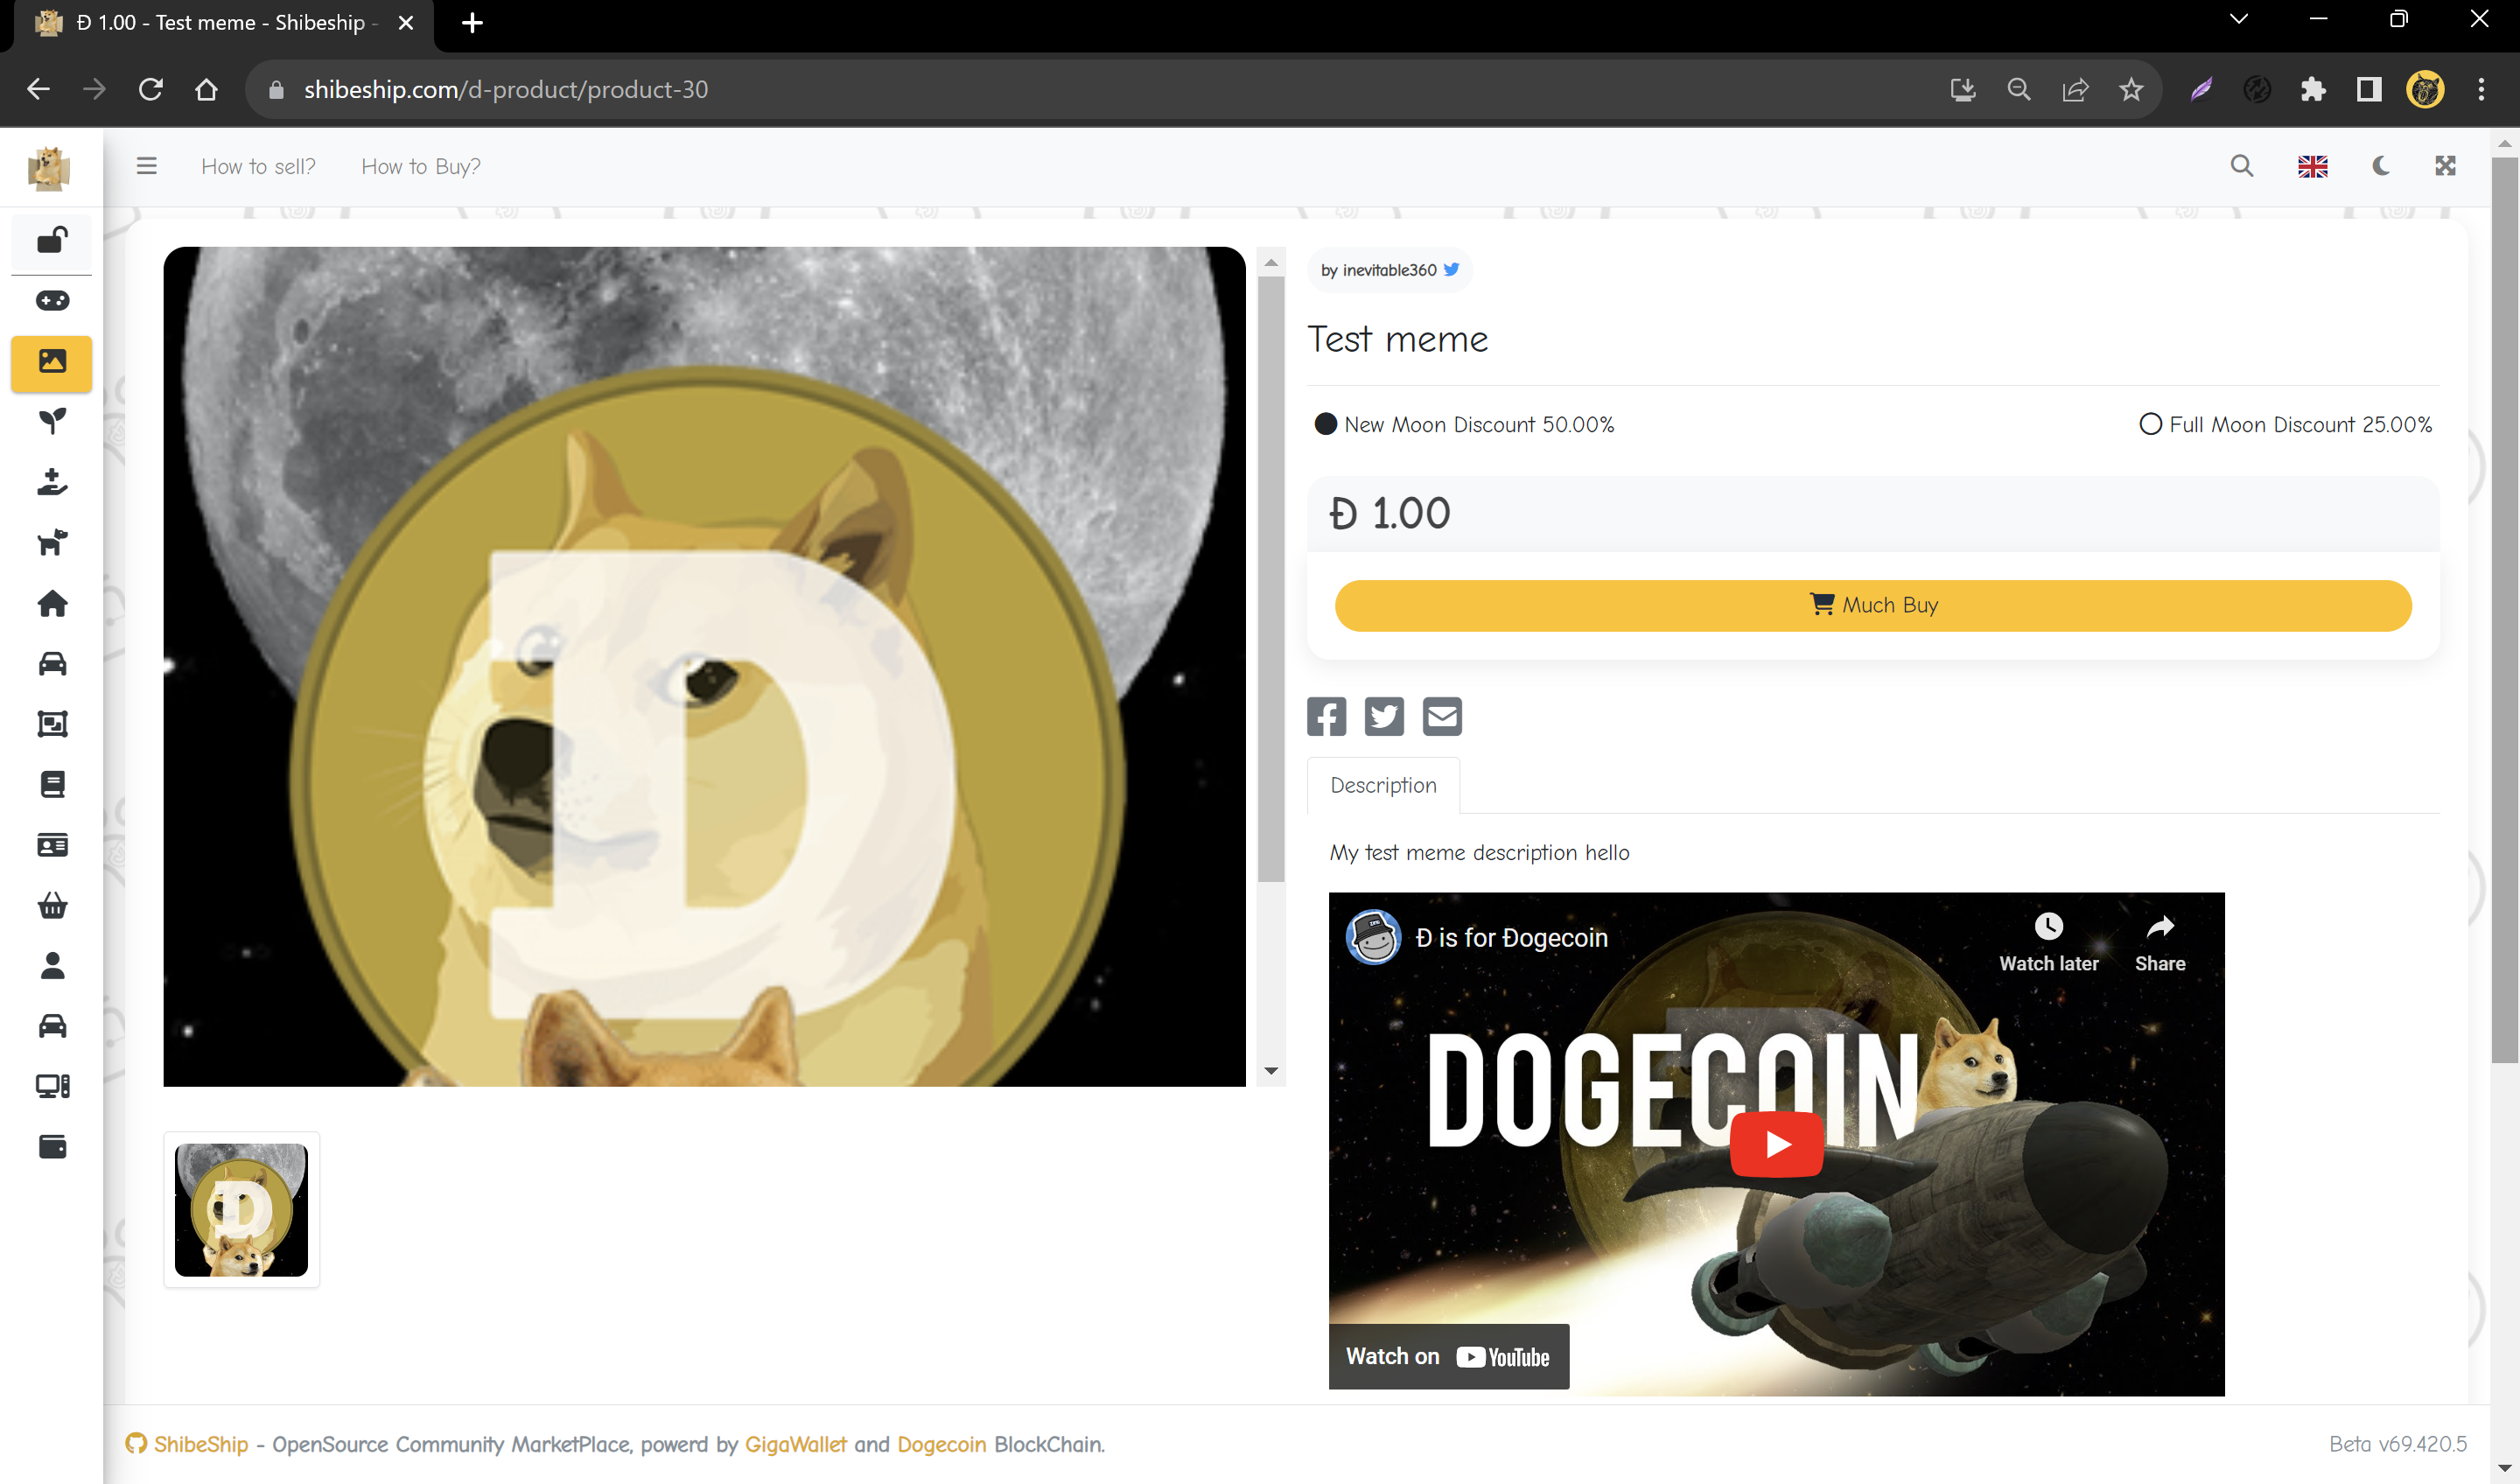 Đ 1.00 - Test meme - Shibeship -
shibeship.com/d-product/product-30
How to sell?
How to Buy?
by inevitable360
Test meme
New Moon Discount 50.00%
Full Moon Discount 25.00%
Đ 1.00
Much Buy
Description
My test meme description hello
Đ is for Đogecoin
Watch later
Share
DOGECOIN
Watch on YouTube
Đ
ShibeShip - OpenSource Community MarketPlace, powerd by GigaWallet and Dogecoin BlockChain.
Beta v69.420.5